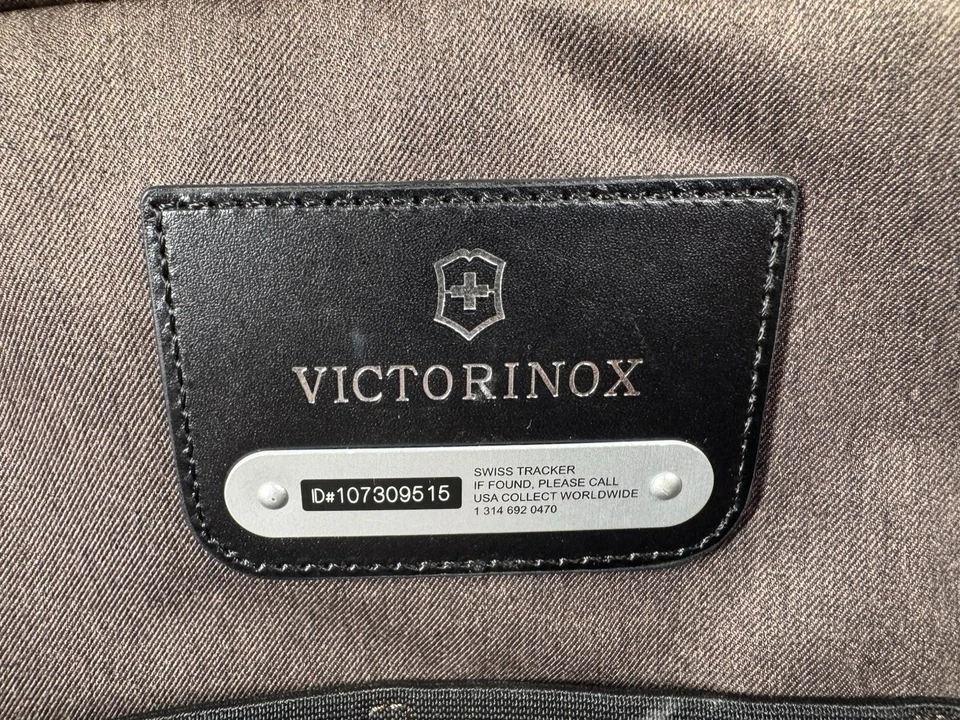 VICTORINOX
ID#107309515
SWISS TRACKER
IF FOUND, PLEASE CALL
USA COLLECT WORLDWIDE
1 314 692 0470